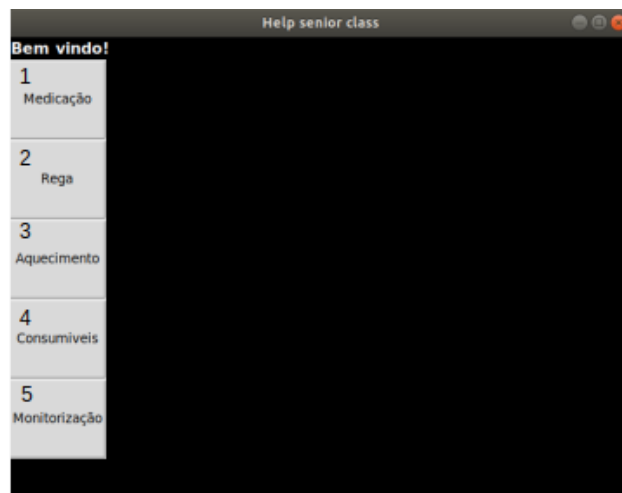 Help senior class
Bem vindo!
1
Medicação
2
Rega
3
Aquecimento
4
Consumiveis
5
Monitorização